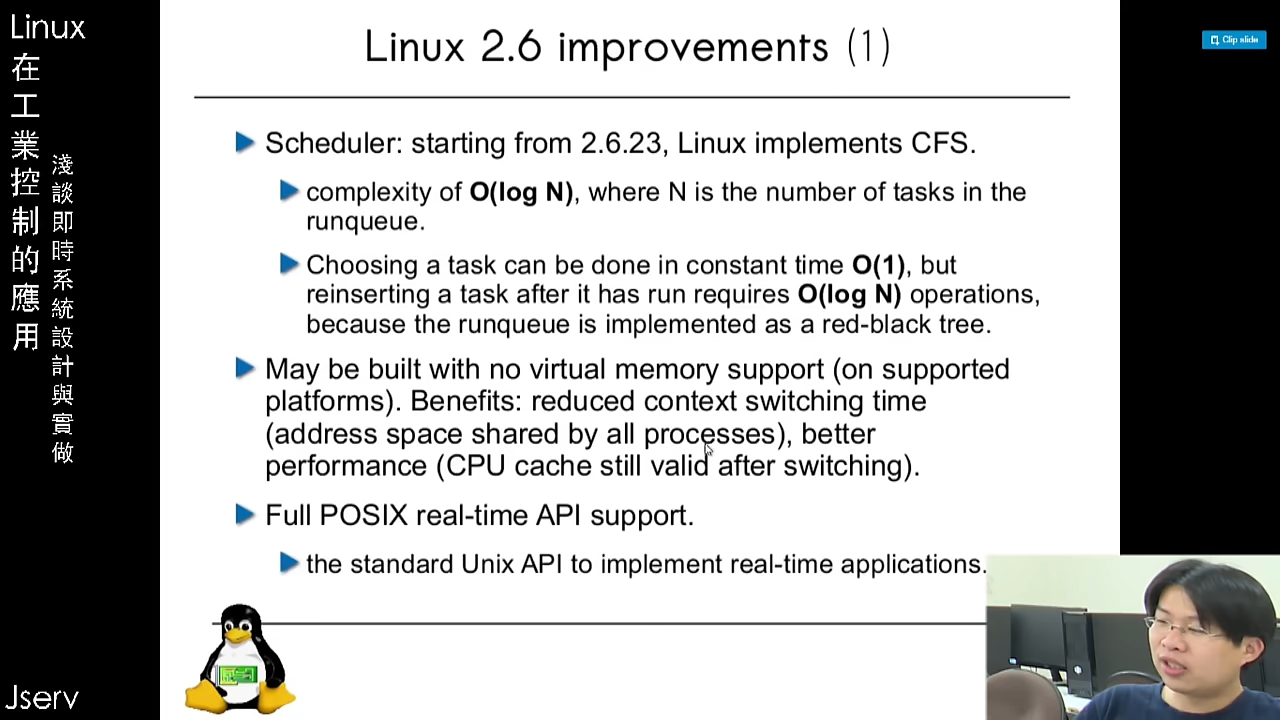 Linux
在工業控制的應用
淺談即時系統設計與實做
Jserv
Linux 2.6 improvements (1)
Scheduler: starting from 2.6.23, Linux implements CFS.
complexity of O(log N), where N is the number of tasks in the
runqueue.
Choosing a task can be done in constant time O(1), but
reinserting a task after it has run requires O(log N) operations,
because the runqueue is implemented as a red-black tree.
May be built with no virtual memory support (on supported
platforms). Benefits: reduced context switching time
(address space shared by all processes), better
performance (CPU cache still valid after switching).
Full POSIX real-time API support.
the standard Unix API to implement real-time applications.
Clip slide